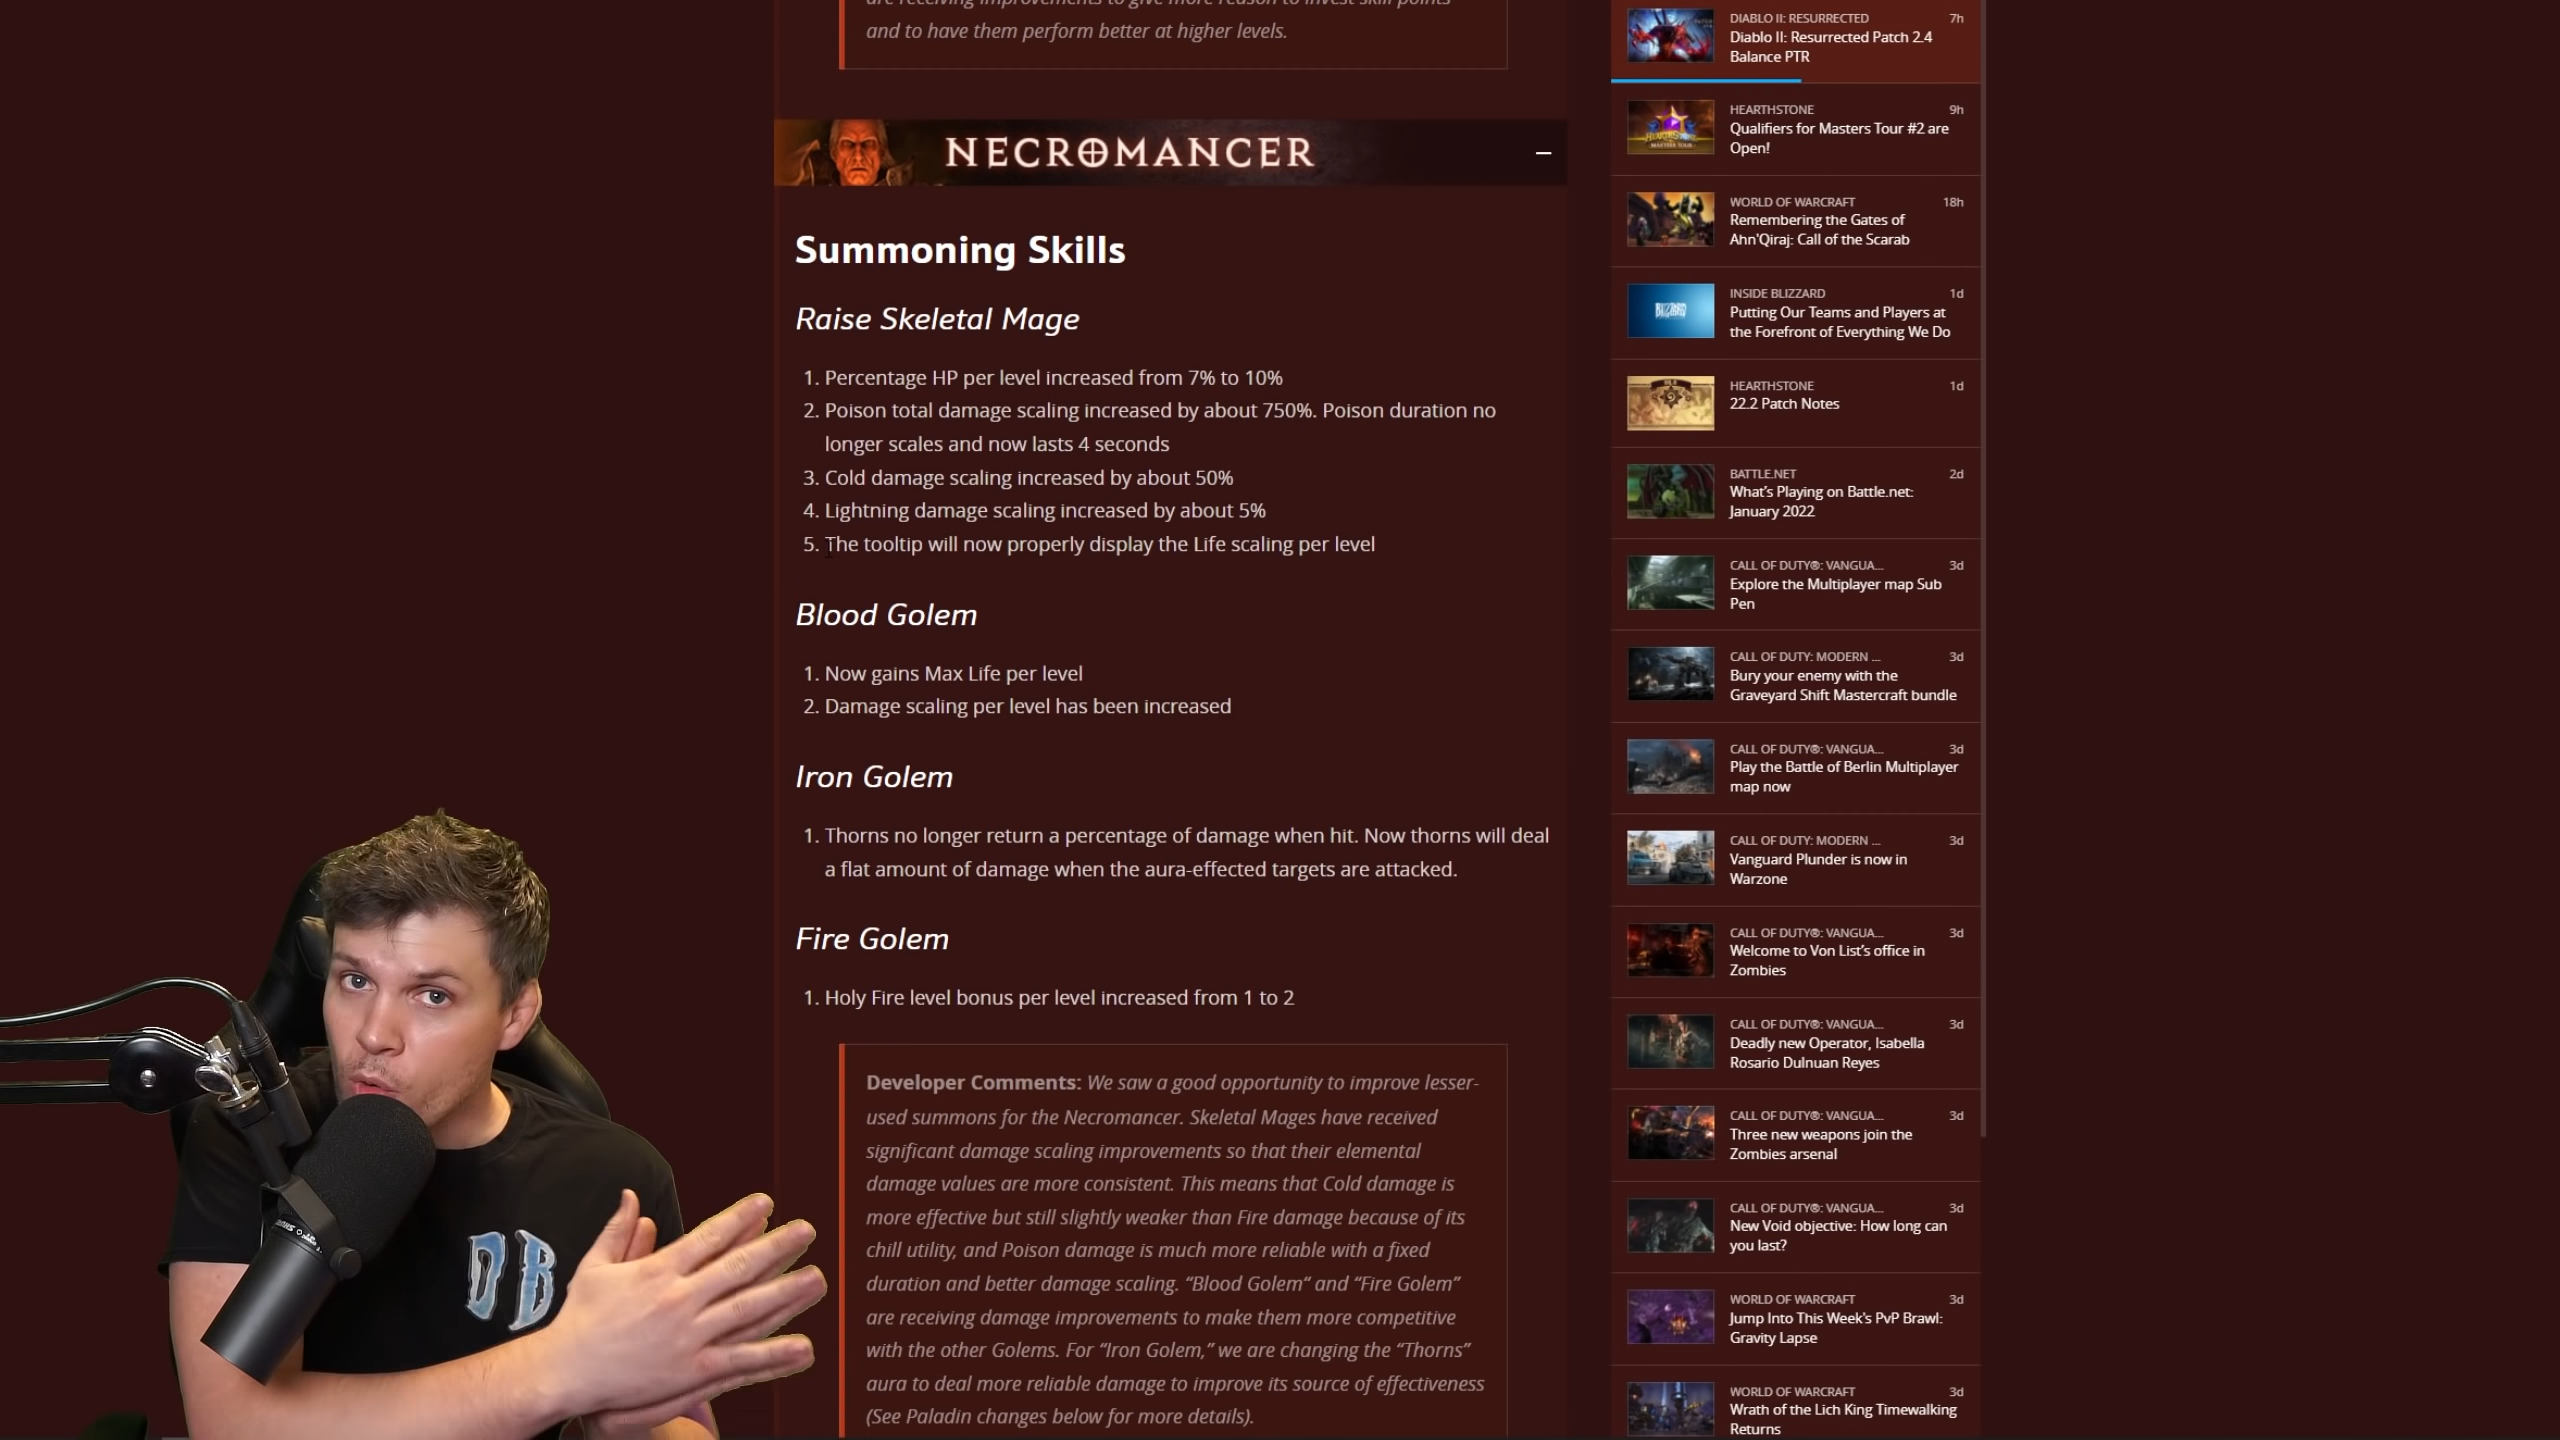 are receiving improvements to give more reason to invest skill points
and to have them perform better at higher levels.
NECROMANCER
Summoning Skills
Raise Skeletal Mage
1. Percentage HP per level increased from 7% to 10%
2. Poison total damage scaling increased by about 750%. Poison duration no
longer scales and now lasts 4 seconds
3. Cold damage scaling increased by about 50%
4. Lightning damage scaling increased by about 5%
5. The tooltip will now properly display the Life scaling per level
Blood Golem
1. Now gains Max Life per level
2. Damage scaling per level has been increased
Iron Golem
1. Thorns no longer return a percentage of damage when hit. Now thorns will deal
a flat amount of damage when the aura-effected targets are attacked.
Fire Golem
1. Holy Fire level bonus per level increased from 1 to 2
Developer Comments: We saw a good opportunity to improve lesser-
used summons for the Necromancer. Skeletal Mages have received
significant damage scaling improvements so that their elemental
damage values are more consistent. This means that Cold damage is
more effective but still slightly weaker than Fire damage because of its
chill utility, and Poison damage is much more reliable with a fixed
duration and better damage scaling. “Blood Golem“ and “Fire Golem”
are receiving damage improvements to make them more competitive
with the other Golems. For “Iron Golem,” we are changing the “Thorns”
aura to deal more reliable damage to improve its source of effectiveness
(See Paladin changes below for more details).
DB
DIABLO II: RESURRECTED 7h
Diablo II: Resurrected Patch 2.4
Balance PTR
HEARTHSTONE 9h
Qualifiers for Masters Tour #2 are
Open!
WORLD OF WARCRAFT 18h
Remembering the Gates of
Ahn'Qiraj: Call of the Scarab
BLIZZARD
INSIDE BLIZZARD 1d
Putting Our Teams and Players at
the Forefront of Everything We Do
HEARTHSTONE 1d
22.2 Patch Notes
BATTLE.NET 2d
What's Playing on Battle.net:
January 2022
CALL OF DUTY®: VANGUA... 3d
Explore the Multiplayer map Sub
Pen
CALL OF DUTY: MODERN ... 3d
Bury your enemy with the
Graveyard Shift Mastercraft bundle
CALL OF DUTY®: VANGUA... 3d
Play the Battle of Berlin Multiplayer
map now
CALL OF DUTY: MODERN ... 3d
Vanguard Plunder is now in
Warzone
CALL OF DUTY®: VANGUA... 3d
Welcome to Von List's office in
Zombies
CALL OF DUTY®: VANGUA... 3d
Deadly new Operator, Isabella
Rosario Dulnuan Reyes
CALL OF DUTY®: VANGUA... 3d
Three new weapons join the
Zombies arsenal
CALL OF DUTY®: VANGUA... 3d
New Void objective: How long can
you last?
WORLD OF WARCRAFT 3d
Jump Into This Week's PvP Brawl:
Gravity Lapse
WORLD OF WARCRAFT 3d
Wrath of the Lich King Timewalking
Returns